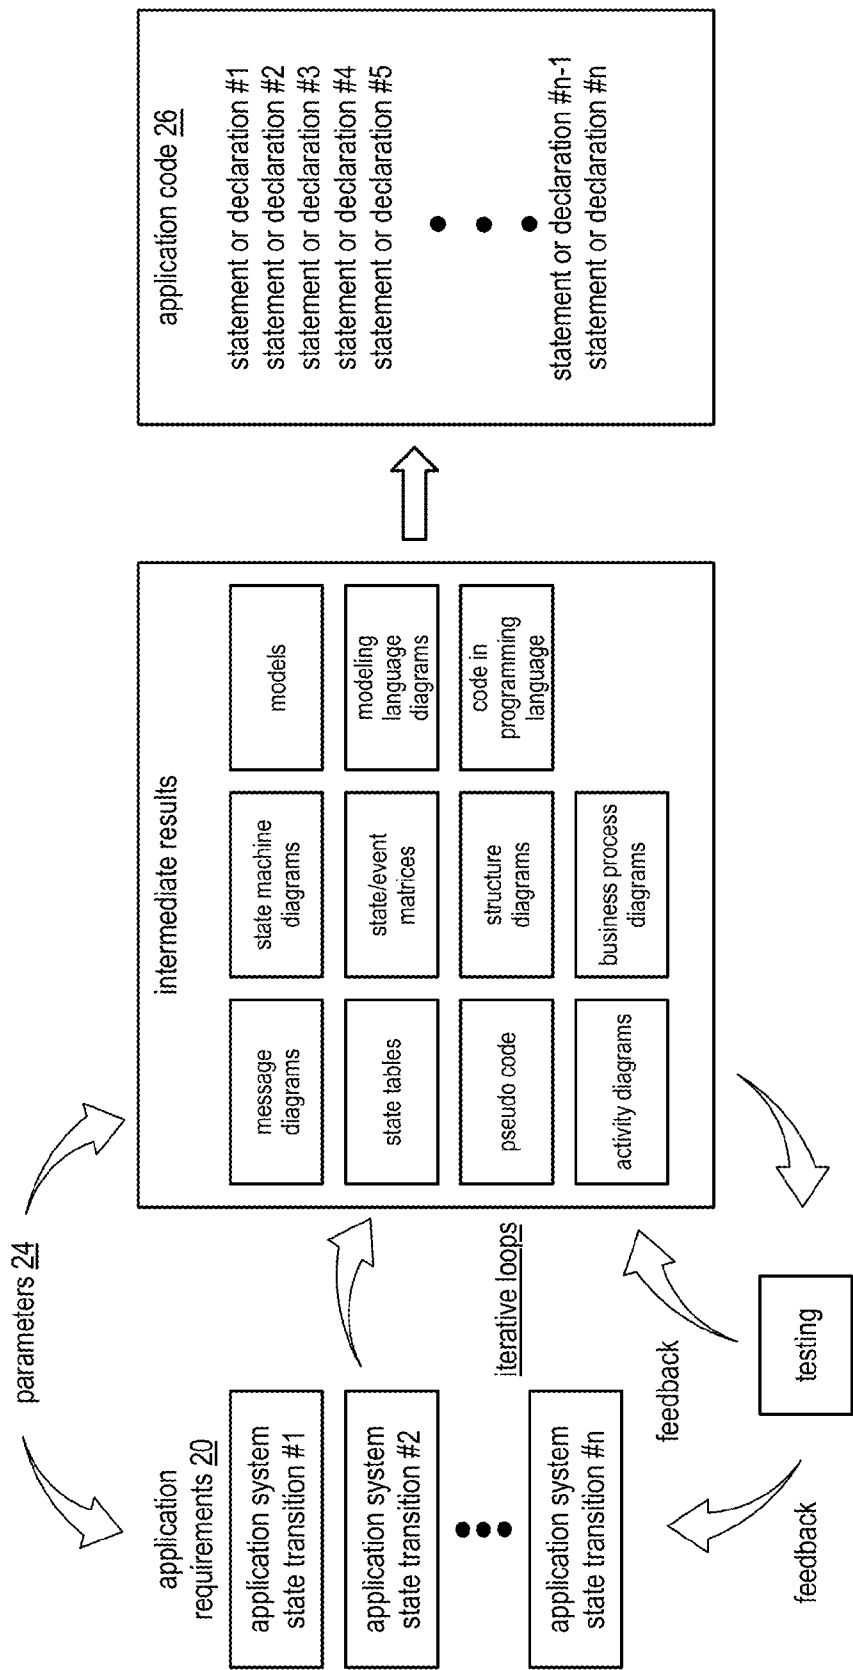 parameters 24
application
requirements 20
application system
state transition #1
application system
state transition #2
application system
state transition #n
iterative loops
feedback
feedback
testing
intermediate results
message
diagrams
state machine
diagrams
models
state tables
state/event
matrices
modeling
language
diagrams
pseudo code
structure
diagrams
code in
programming
language
activity diagrams
business process
diagrams
application code 26
statement or declaration #1
statement or declaration #2
statement or declaration #3
statement or declaration #4
statement or declaration #5
statement or declaration #n-1
statement or declaration #n